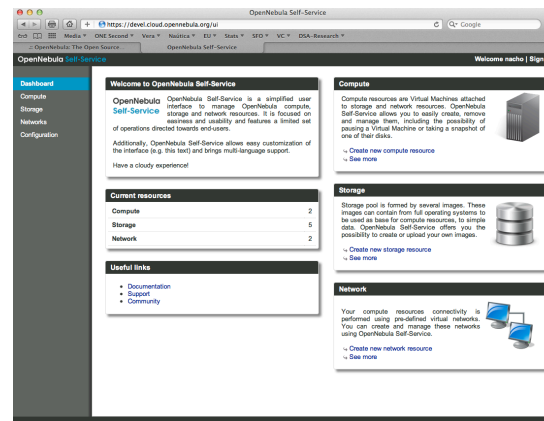 OpenNebula Self-Service
https://devel.cloud.opennebula.org/ui
Google
Media ONE Second Vera Naútica EU Stats SFO VC DSA-Research
:: OpenNebula: The Open Source...
OpenNebula Self-Service
OpenNebula Self-Service
Welcome nacho | Sign
Dashboard
Compute
Storage
Networks
Configuration
Welcome to OpenNebula Self-Service
OpenNebula
Self-Service
OpenNebula Self-Service is a simplified user
interface to manage OpenNebula compute,
storage and network resources. It is focused on
easiness and usability and features a limited set
of operations directed towards end-users.
Additionally, OpenNebula Self-Service allows easy customization of
the interface (e.g. this text) and brings multi-language support.
Have a cloudy experience!
Current resources
Compute 2
Storage 5
Network 2
Useful links
Documentation
Support
Community
Compute
Compute resources are Virtual Machines attached
to storage and network resources. OpenNebula
Self-Service allows you to easily create, remove
and manage them, including the possibility of
pausing a Virtual Machine or taking a snapshot of
one of their disks.
Create new compute resource
See more
Storage
Storage pool is formed by several images. These
images can contain from full operating systems to
be used as base for compute resources, to simple
data. OpenNebula Self-Service offers you the
possibility to create or upload your own images.
Create new storage resource
See more
Network
Your compute resources connectivity is
performed using pre-defined virtual networks.
You can create and manage these networks
using OpenNebula Self-Service.
Create new network resource
See more